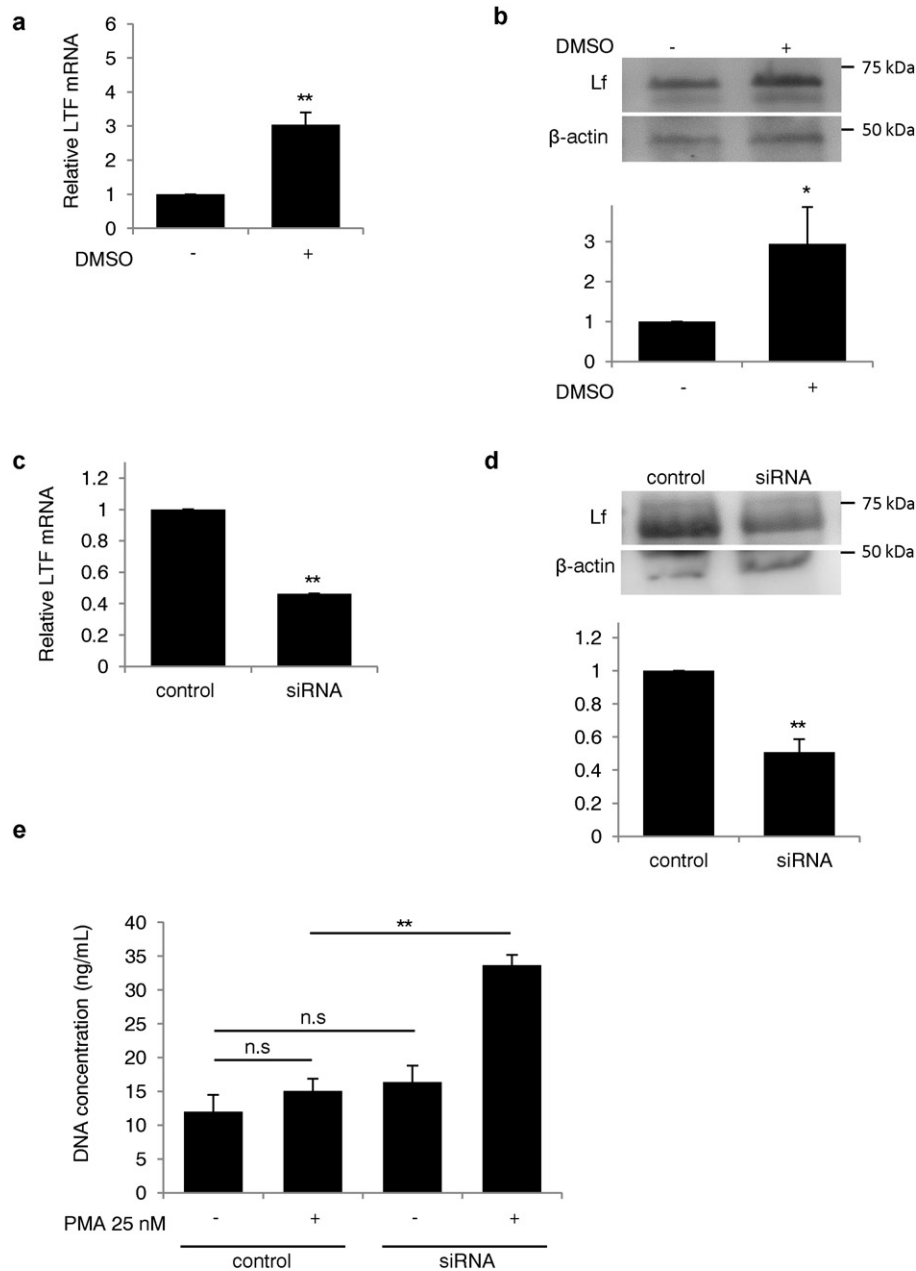 a
Relative LTF mRNA
6
5
4
3
2
1
0
**
DMSO - +
b
DMSO - +
Lf
75 kDa
β-actin
50 kDa
3
2
1
0
*
DMSO - +
c
Relative LTF mRNA
1.2
1
0.8
0.6
0.4
0.2
0
**
control siRNA
d
control siRNA
Lf
75 kDa
β-actin
50 kDa
1.2
1
0.8
0.6
0.4
0.2
0
**
control siRNA
e
DNA concentration (ng/mL)
40
35
30
25
20
15
10
5
0
**
n.s
n.s
PMA 25 nM - + - +
control siRNA